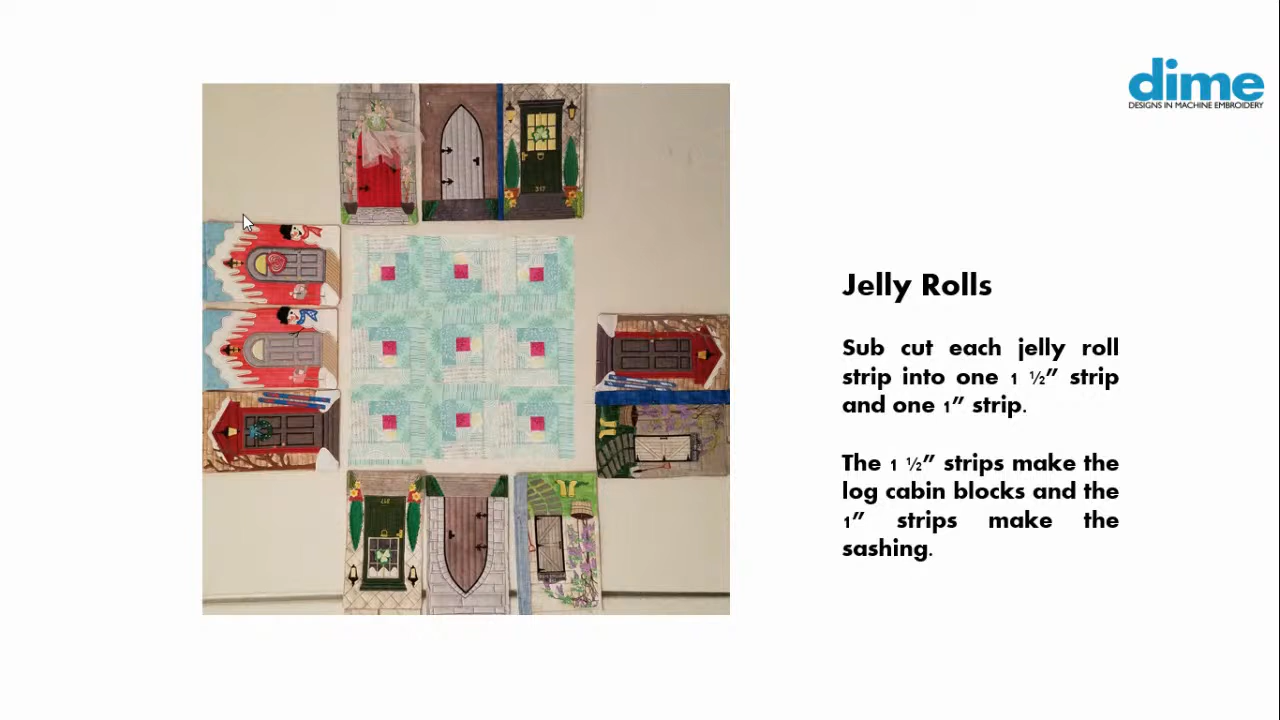 dime
DESIGNS IN MACHINE EMBROIDERY
317
Jelly Rolls
Sub cut each jelly roll
strip into one 1 ½” strip
and one 1” strip.
The 1 ½” strips make the
log cabin blocks and the
1” strips make the
sashing.
317